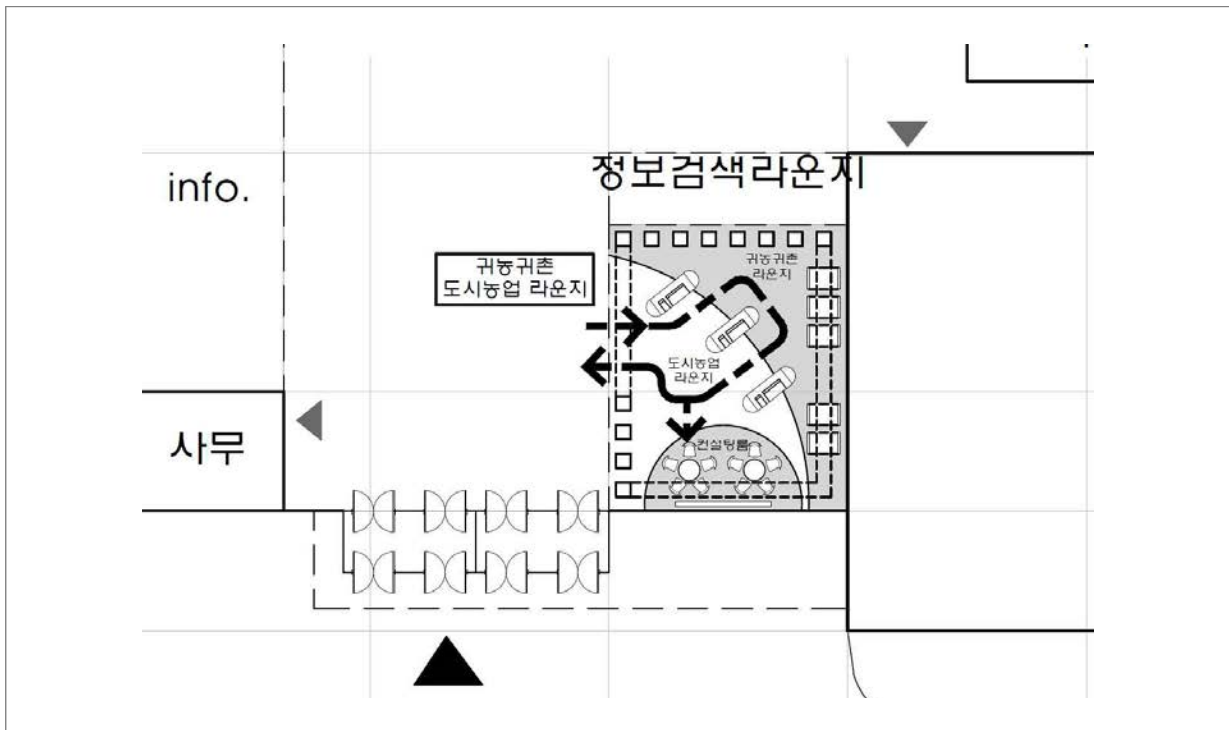 정보검색라운지
info.
귀농귀촌
도시농업 라운지
귀농귀촌
라운지
도시농업
라운지
사무
컨설팅룸